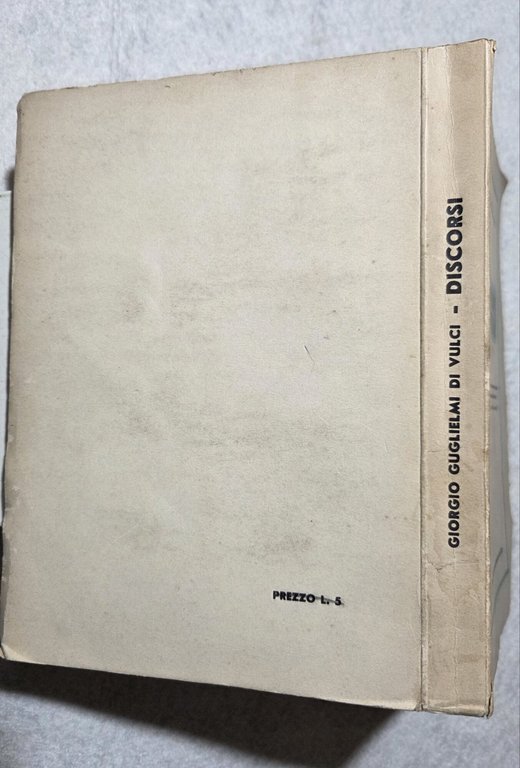 GIORGIO GUGLIELMI DI VULCI - DISCORSI
PREZZO L. 5